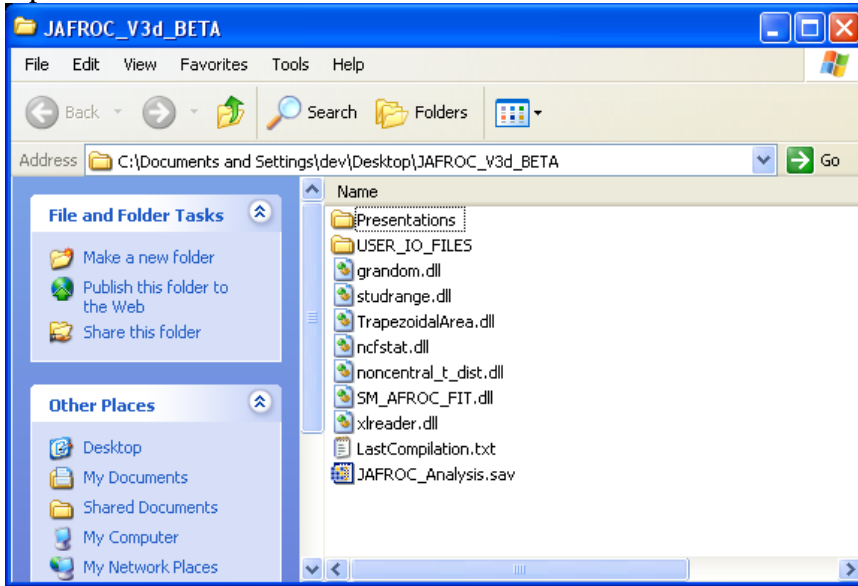 JAFROC_V3d_BETA
File Edit View Favorites Tools Help
Back Search Folders
Address C:\Documents and Settings\dev\Desktop\JAFROC_V3d_BETA Go
File and Folder Tasks
Make a new folder
Publish this folder to
the Web
Share this folder
Other Places
Desktop
My Documents
Shared Documents
My Computer
My Network Places
Name
Presentations
USER_IO_FILES
grandom.dll
studrange.dll
TrapezoidalArea.dll
ncfstat.dll
noncentral_t_dist.dll
SM_AFROC_FIT.dll
xlreader.dll
LastCompilation.txt
JAFROC_Analysis.sav